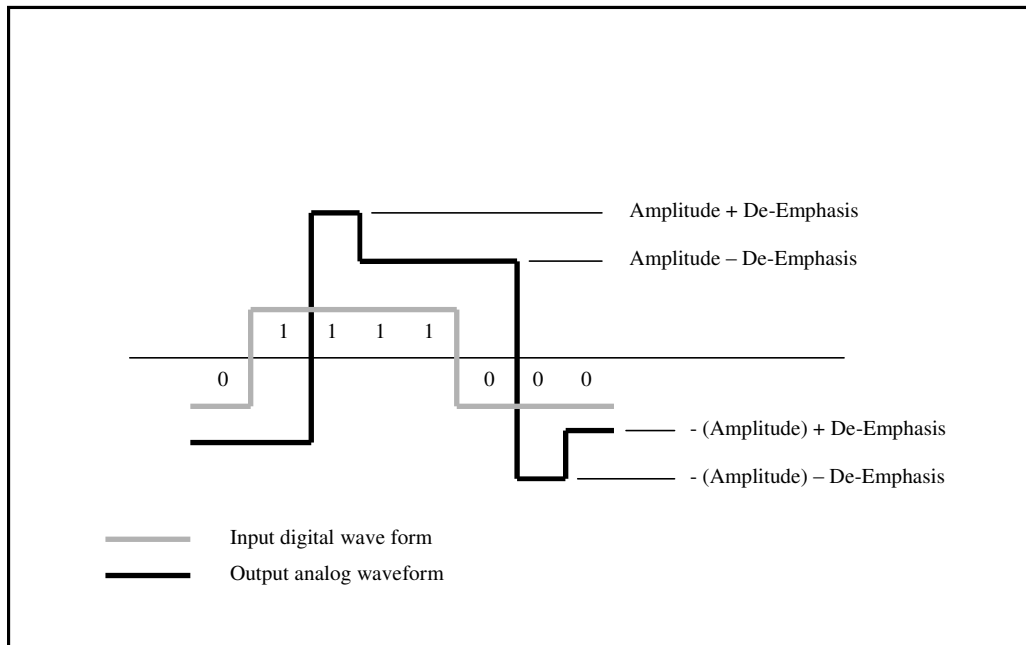 Amplitude + De-Emphasis
Amplitude – De-Emphasis
1 1 1 1
0 0 0 0
- (Amplitude) + De-Emphasis
- (Amplitude) – De-Emphasis
Input digital wave form
Output analog waveform